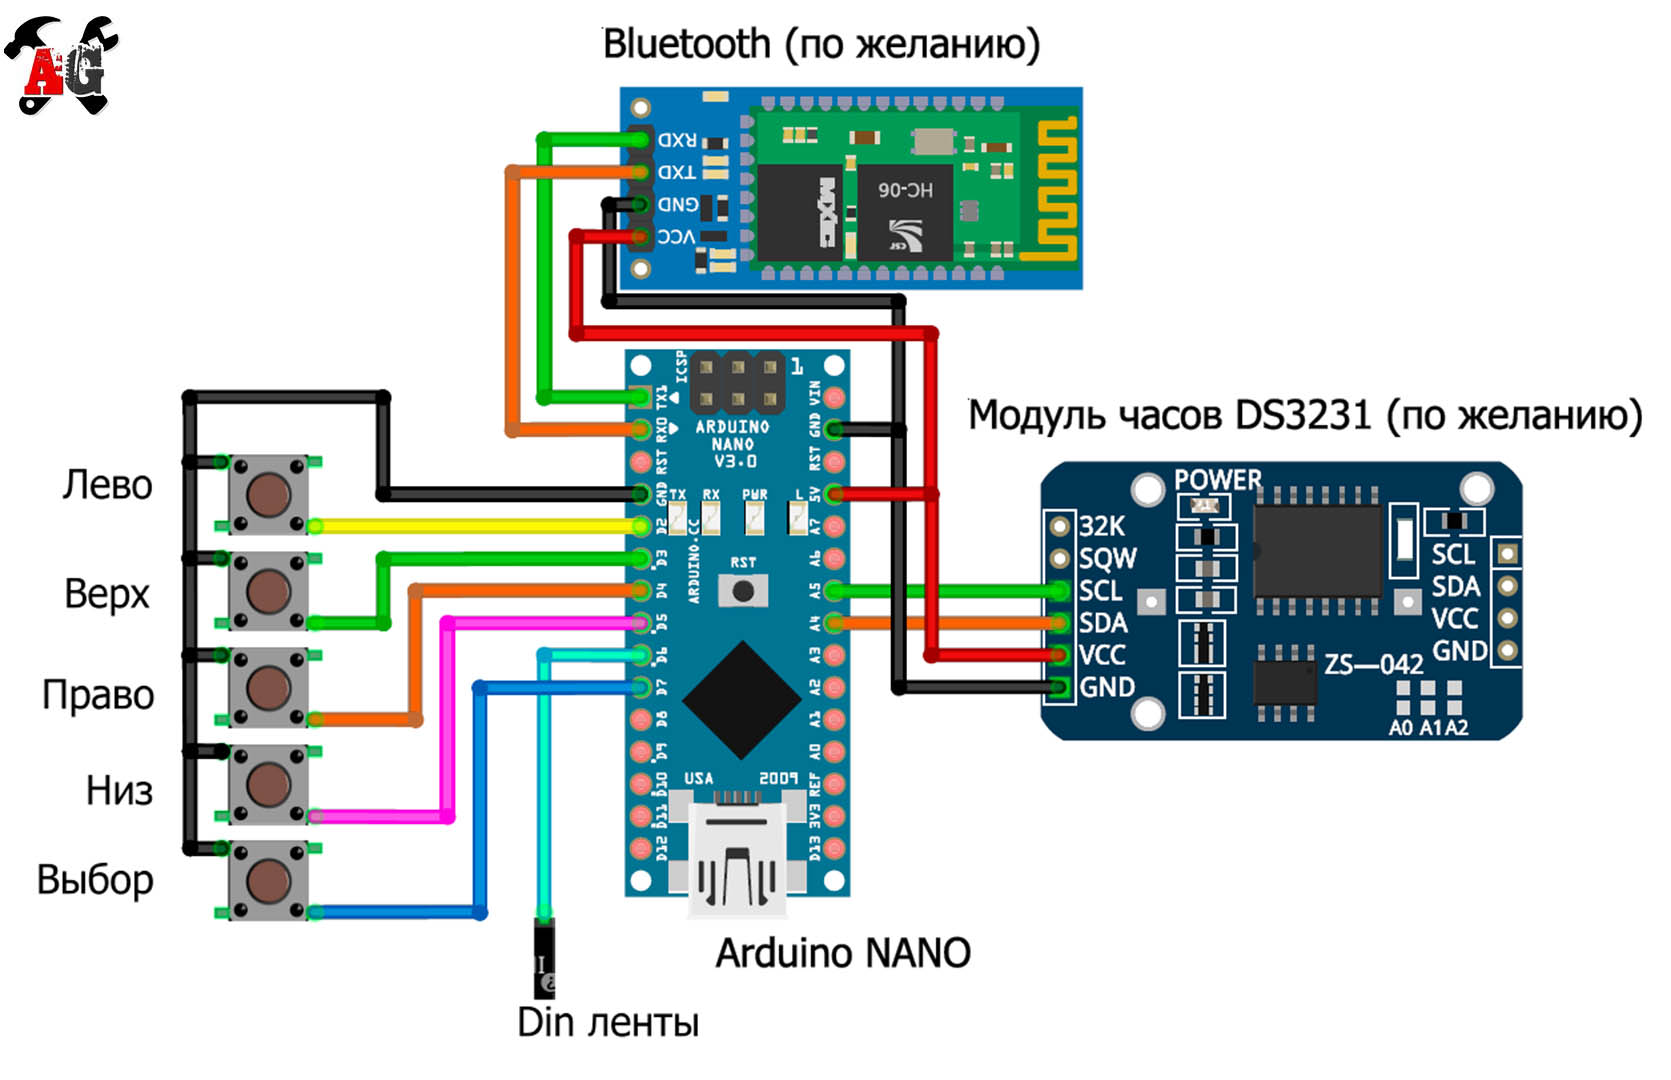 AG
Bluetooth (по желанию)
RXD
TXD
GND
VCC
MXIC
HC-06
CSF
ICSP
1
TX1
RX0
RST
GND
D2
D3
D4
D5
D6
D7
D8
D9
D10
D11
D12
ARDUINO
NANO
V3.0
TX
RX
PWR
L
ARDUINO.CC
RST
USA
2009
VIN
GND
RST
5V
A7
A6
A5
A4
A3
A2
A1
A0
REF
3V3
D13
Модуль часов DS3231 (по желанию)
POWER
32K
SQW
SCL
SDA
VCC
GND
SCL
SDA
VCC
GND
ZS—042
A0 A1 A2
Лево
Верх
Право
Низ
Выбор
Arduino NANO
Din ленты